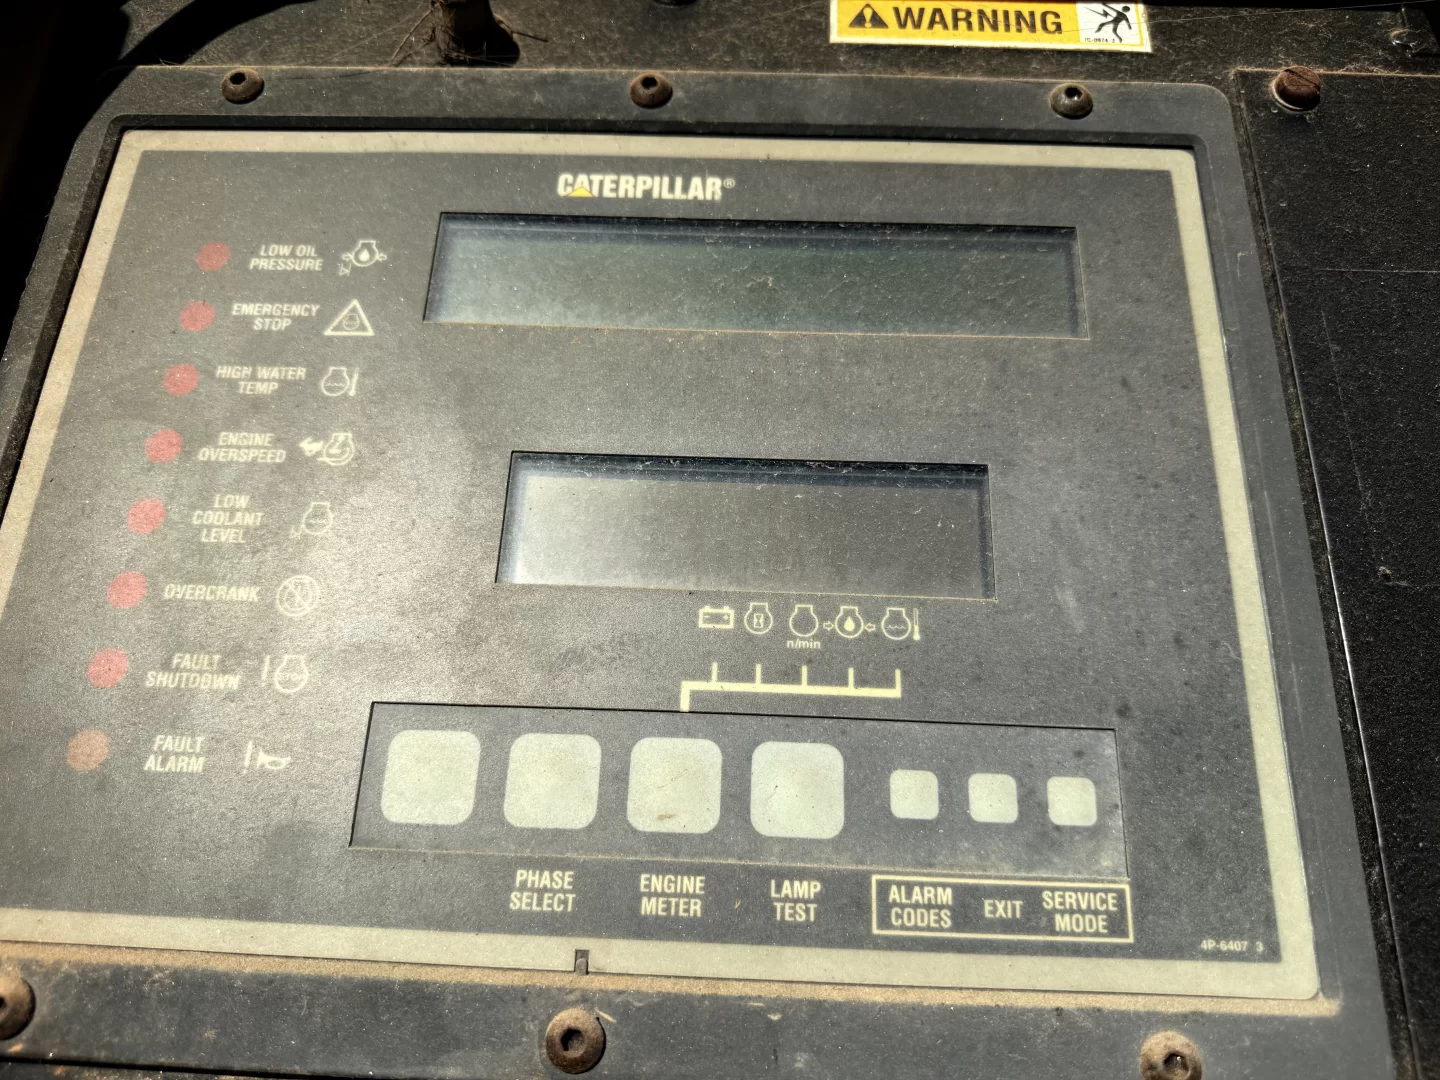 WARNING
CATERPILLAR®
LOW OIL
PRESSURE
EMERGENCY
STOP
HIGH WATER
TEMP
ENGINE
OVERSPEED
LOW
COOLANT
LEVEL
OVERCRANK
n/min
FAULT
SHUTDOWN
FAULT
ALARM
PHASE
SELECT
ENGINE
METER
LAMP
TEST
ALARM
CODES
EXIT
SERVICE
MODE
4P-6407 3